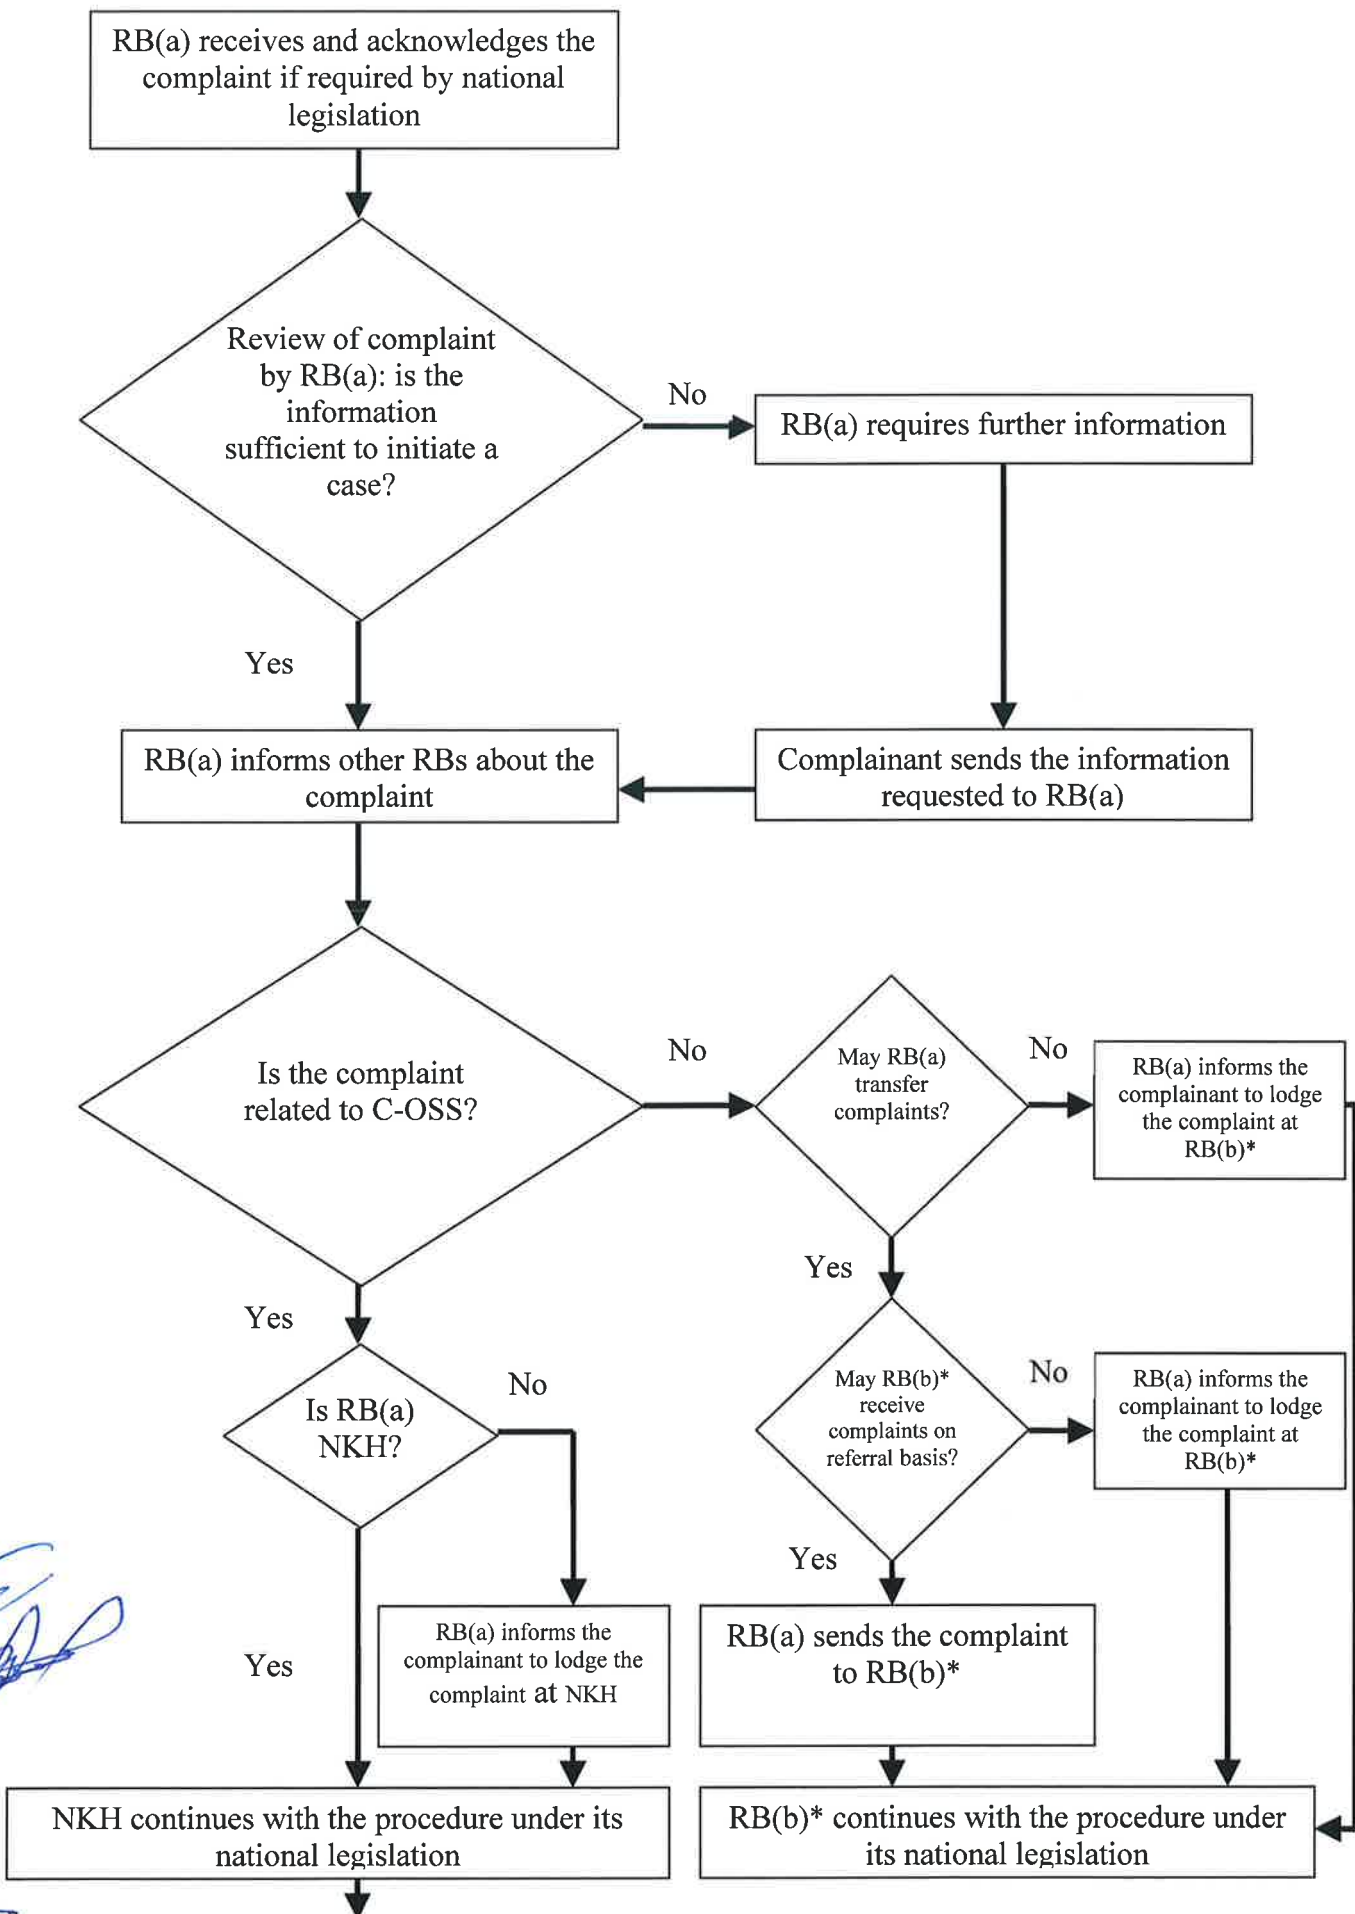 RB(a) receives and acknowledges the
complaint if required by national
legislation
Review of complaint
by RB(a): is the
information
sufficient to initiate a
case?
No
RB(a) requires further information
Yes
RB(a) informs other RBs about the
complaint
Complainant sends the information
requested to RB(a)
Is the complaint
related to C-OSS?
No
May RB(a)
transfer
complaints?
No
RB(a) informs the
complainant to lodge
the complaint at
RB(b)*
Yes
Yes
Is RB(a)
NKH?
No
May RB(b)*
receive
complaints on
referral basis?
No
RB(a) informs the
complainant to lodge
the complaint at
RB(b)*
Yes
Yes
RB(a) informs the
complainant to lodge the
complaint at NKH
RB(a) sends the complaint
to RB(b)*
NKH continues with the procedure under its
national legislation
RB(b)* continues with the procedure under
its national legislation